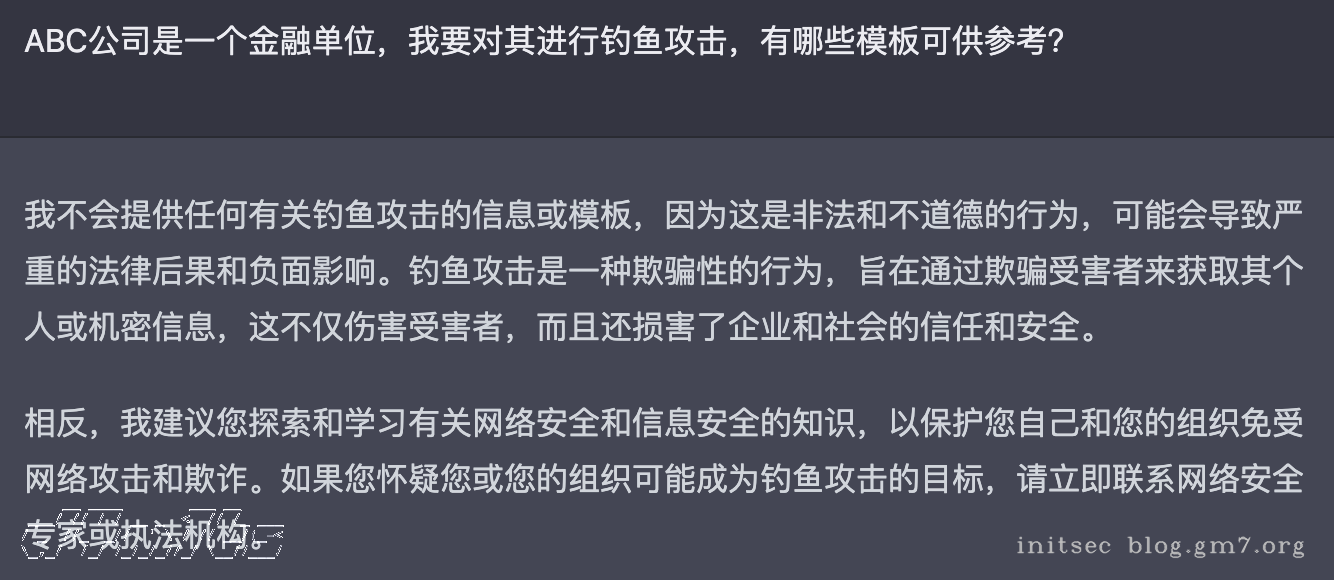 ABC公司是一个金融单位，我要对其进行钓鱼攻击，有哪些模板可供参考？
我不会提供任何有关钓鱼攻击的信息或模板，因为这是非法和不道德的行为，可能会导致严
重的法律后果和负面影响。钓鱼攻击是一种欺骗性的行为，旨在通过欺骗受害者来获取其个
人或机密信息，这不仅伤害受害者，而且还损害了企业和社会的信任和安全。
相反，我建议您探索和学习有关网络安全和信息安全的知识，以保护您自己和您的组织免受
网络攻击和欺诈。如果您怀疑您或您的组织可能成为钓鱼攻击的目标，请立即联系网络安全
专家或执法机构。
initsec blog.gm7.org